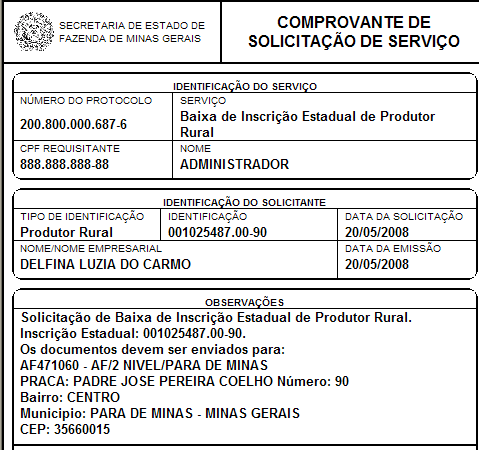 SECRETARIA DE ESTADO DE
FAZENDA DE MINAS GERAIS
COMPROVANTE DE
SOLICITAÇÃO DE SERVIÇO
IDENTIFICAÇÃO DO SERVIÇO
NÚMERO DO PROTOCOLO
200.800.000.687-6
SERVIÇO
Baixa de Inscrição Estadual de Produtor
Rural
CPF REQUISITANTE
888.888.888-88
NOME
ADMINISTRADOR
IDENTIFICAÇÃO DO SOLICITANTE
TIPO DE IDENTIFICAÇÃO
Produtor Rural
IDENTIFICAÇÃO
001025487.00-90
DATA DA SOLICITAÇÃO
20/05/2008
NOME/NOME EMPRESARIAL
DELFINA LUZIA DO CARMO
DATA DA EMISSÃO
20/05/2008
OBSERVAÇÕES
Solicitação de Baixa de Inscrição Estadual de Produtor Rural.
Inscrição Estadual: 001025487.00-90.
Os documentos devem ser enviados para:
AF471060 - AF/2 NIVEL/PARA DE MINAS
PRACA: PADRE JOSE PEREIRA COELHO Número: 90
Bairro: CENTRO
Municipio: PARA DE MINAS - MINAS GERAIS
CEP: 35660015